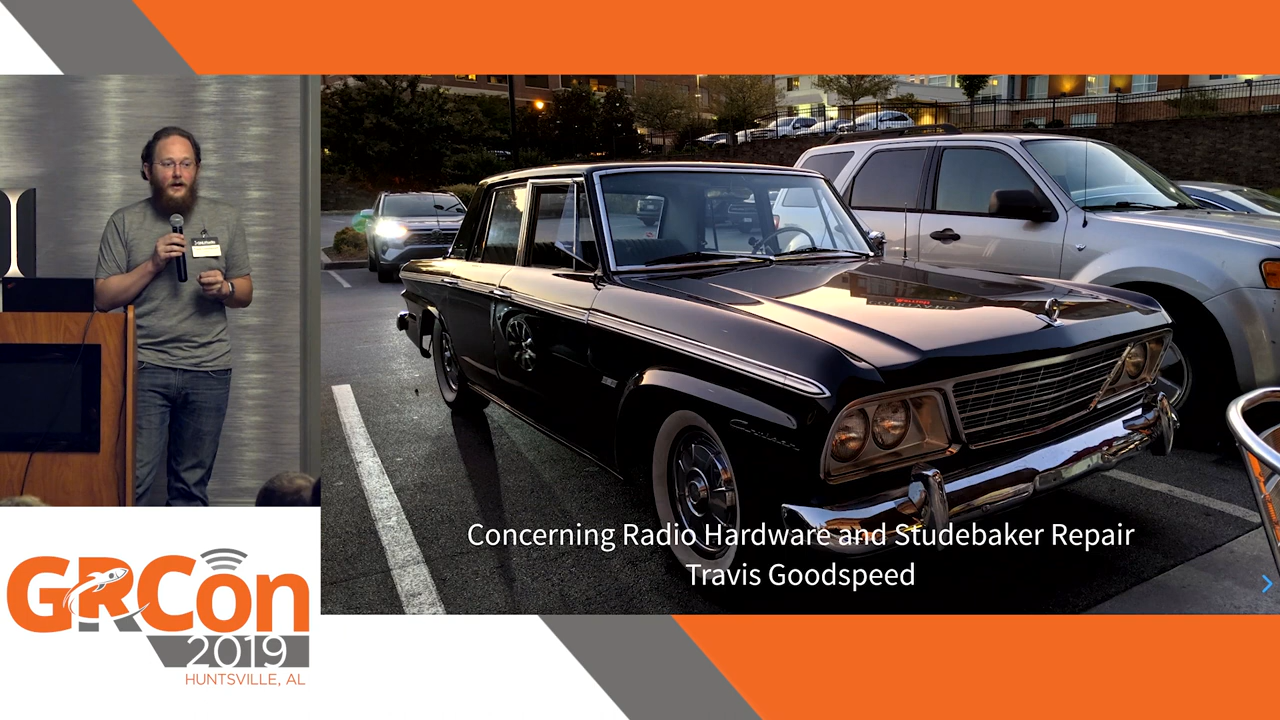 Concerning Radio Hardware and Studebaker Repair
Travis Goodspeed
GRCon
2019
HUNTSVILLE, AL